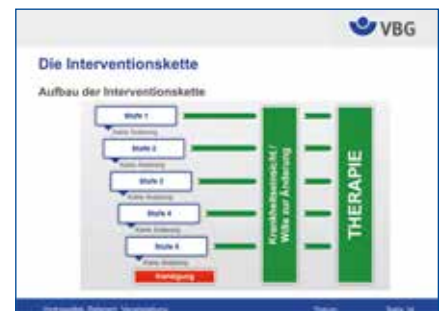 VBG
Die Interventionskette
Aufbau der Interventionskette
Stufe 1
Keine Änderung
Stufe 2
Keine Änderung
Stufe 3
Keine Änderung
Stufe 4
Keine Änderung
Stufe 5
Keine Änderung
Kündigung
Krankheitseinsicht /
Wille zur Änderung
THERAPIE